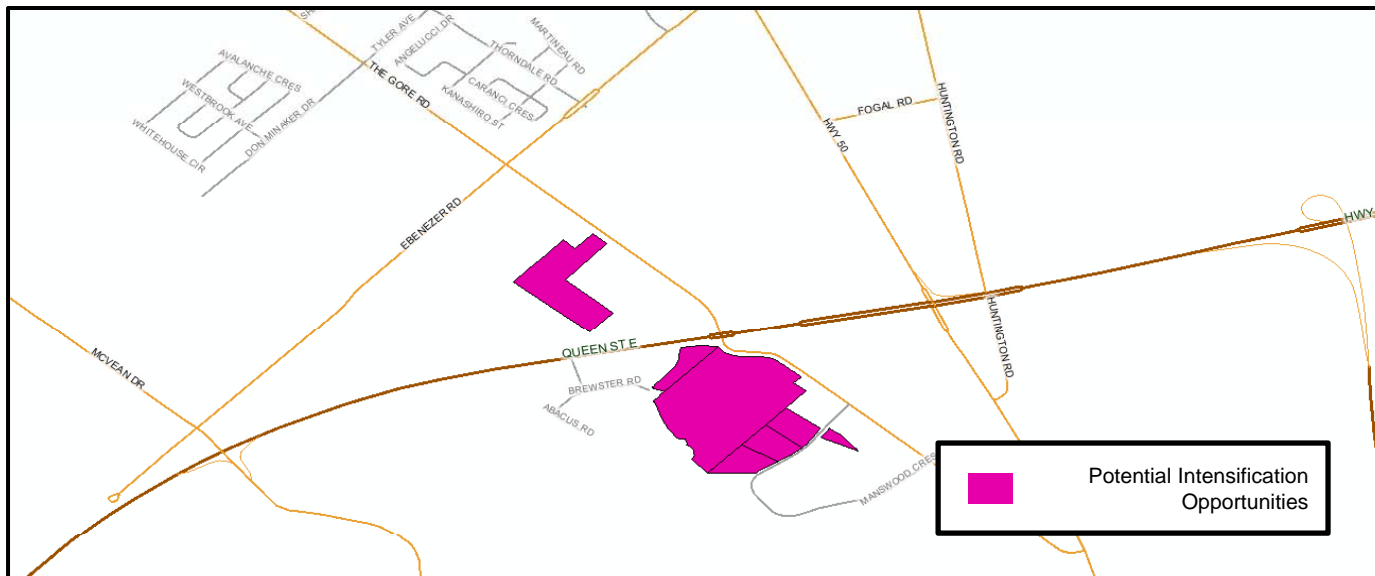 SH
TYLER AVE
ANGELUCCI DR
MARTINEAU RD
THORNDALE RD
AVALANCHE CRES
THE GORE RD
CARANCI CRES
KANASHIRO ST
WESTBROOK AVE
DON MINAKER DR
WHITEHOUSE CIR
FOGAL RD
HUNTINGTON RD
HWY 50
EBENEZER RD
HWY
HUNTINGTON RD
QUEEN ST E
MCVEAN DR
BREWSTER RD
ABACUS RD
MANSWOOD CRES
Potential Intensification
Opportunities